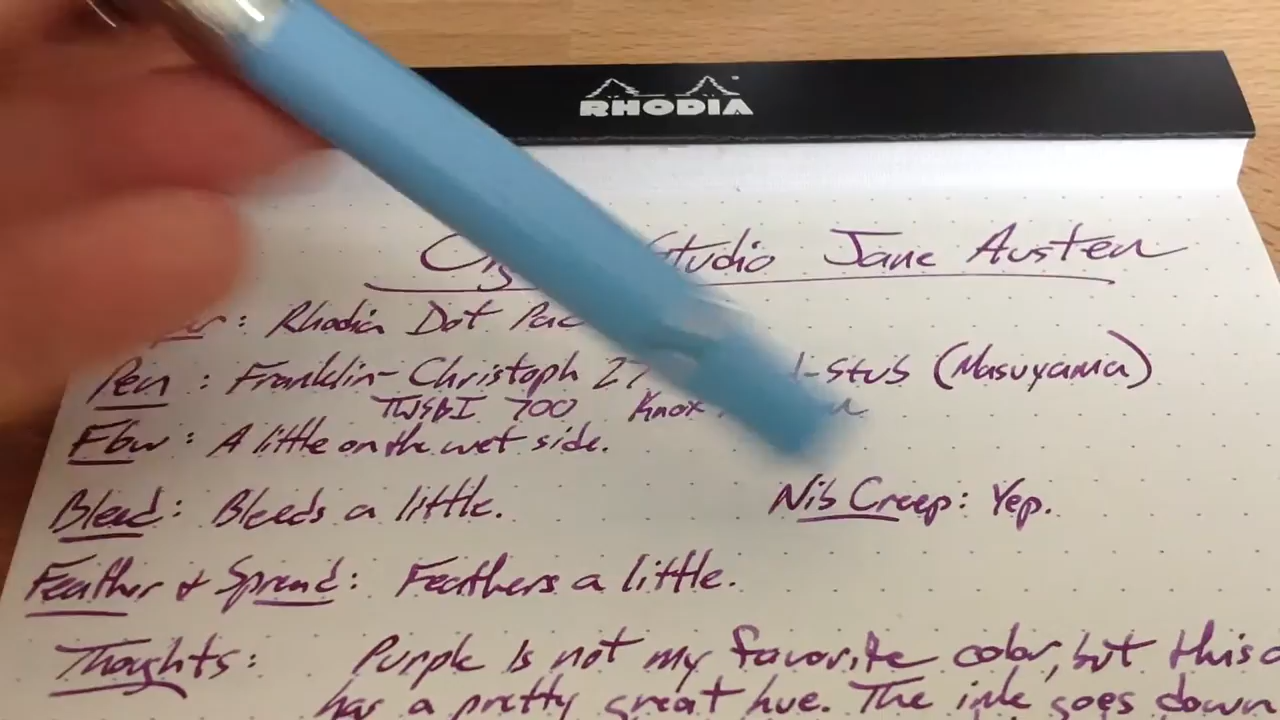 RHODIA
Studio Jane Austen
: Rhodia Dot
Pen : Franklin-Christoph 27 -Stub (Masuyama)
TWSBI 700 Knox
Flow : A little on the wet side.
Bleed : Bleeds a little. Nib Creep : Yep.
Feather & Spread : Feathers a little.
Thoughts : Purple is not my favorite color, but this
has a pretty great hue. The ink goes down